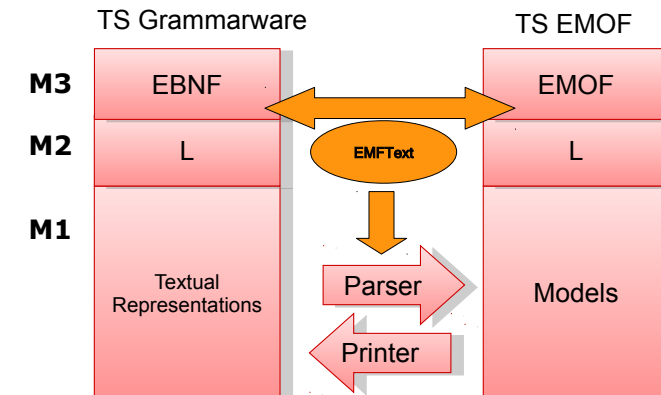 TS Grammarware
TS EMOF
M3
EBNF
EMOF
M2
L
EMFText
L
M1
Textual
Representations
Parser
Models
Printer